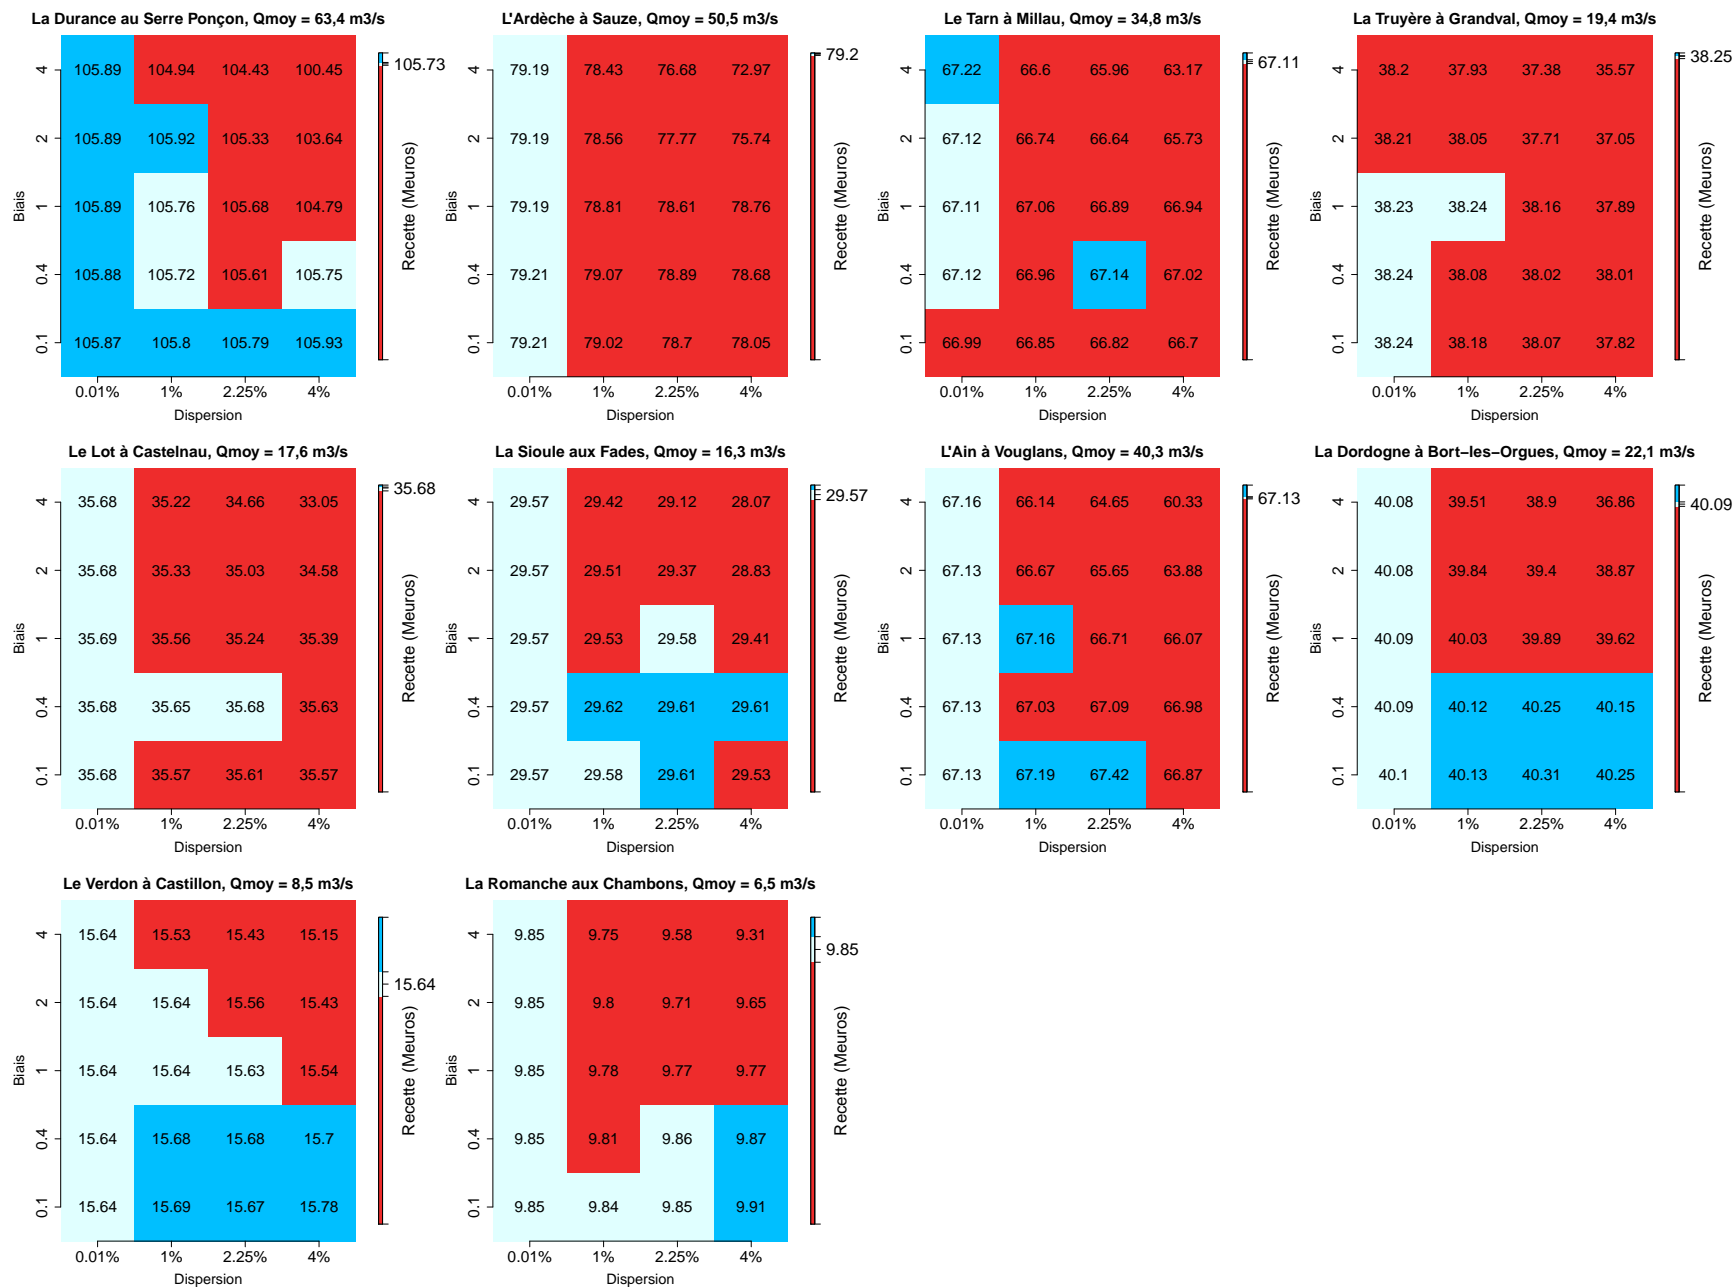 La Durance au Serre Ponçon, Qmoy = 63,4 m3/s
4 105.89 104.94 104.43 100.45
2 105.89 105.92 105.33 103.64
1 105.89 105.76 105.68 104.79
0.4 105.88 105.72 105.61 105.75
0.1 105.87 105.8 105.79 105.93
0.01% 1% 2.25% 4%
Biais
Dispersion
105.73
Recette (Meuros)
L'Ardèche à Sauze, Qmoy = 50,5 m3/s
4 79.19 78.43 76.68 72.97
2 79.19 78.56 77.77 75.74
1 79.19 78.81 78.61 78.76
0.4 79.21 79.07 78.89 78.68
0.1 79.21 79.02 78.7 78.05
0.01% 1% 2.25% 4%
Biais
Dispersion
79.2
Recette (Meuros)
Le Tarn à Millau, Qmoy = 34,8 m3/s
4 67.22 66.6 65.96 63.17
2 67.12 66.74 66.64 65.73
1 67.11 67.06 66.89 66.94
0.4 67.12 66.96 67.14 67.02
0.1 66.99 66.85 66.82 66.7
0.01% 1% 2.25% 4%
Biais
Dispersion
67.11
Recette (Meuros)
La Truyère à Grandval, Qmoy = 19,4 m3/s
4 38.2 37.93 37.38 35.57
2 38.21 38.05 37.71 37.05
1 38.23 38.24 38.16 37.89
0.4 38.24 38.08 38.02 38.01
0.1 38.24 38.18 38.07 37.82
0.01% 1% 2.25% 4%
Biais
Dispersion
38.25
Recette (Meuros)
Le Lot à Castelnau, Qmoy = 17,6 m3/s
4 35.68 35.22 34.66 33.05
2 35.68 35.33 35.03 34.58
1 35.69 35.56 35.24 35.39
0.4 35.68 35.65 35.68 35.63
0.1 35.68 35.57 35.61 35.57
0.01% 1% 2.25% 4%
Biais
Dispersion
35.68
Recette (Meuros)
La Sioule aux Fades, Qmoy = 16,3 m3/s
4 29.57 29.42 29.12 28.07
2 29.57 29.51 29.37 28.83
1 29.57 29.53 29.58 29.41
0.4 29.57 29.62 29.61 29.61
0.1 29.57 29.58 29.61 29.53
0.01% 1% 2.25% 4%
Biais
Dispersion
29.57
Recette (Meuros)
L'Ain à Vouglans, Qmoy = 40,3 m3/s
4 67.16 66.14 64.65 60.33
2 67.13 66.67 65.65 63.88
1 67.13 67.16 66.71 66.07
0.4 67.13 67.03 67.09 66.98
0.1 67.13 67.19 67.42 66.87
0.01% 1% 2.25% 4%
Biais
Dispersion
67.13
Recette (Meuros)
La Dordogne à Bort−les−Orgues, Qmoy = 22,1 m3/s
4 40.08 39.51 38.9 36.86
2 40.08 39.84 39.4 38.87
1 40.09 40.03 39.89 39.62
0.4 40.09 40.12 40.25 40.15
0.1 40.1 40.13 40.31 40.25
0.01% 1% 2.25% 4%
Biais
Dispersion
40.09
Recette (Meuros)
Le Verdon à Castillon, Qmoy = 8,5 m3/s
4 15.64 15.53 15.43 15.15
2 15.64 15.64 15.56 15.43
1 15.64 15.64 15.63 15.54
0.4 15.64 15.68 15.68 15.7
0.1 15.64 15.69 15.67 15.78
0.01% 1% 2.25% 4%
Biais
Dispersion
15.64
Recette (Meuros)
La Romanche aux Chambons, Qmoy = 6,5 m3/s
4 9.85 9.75 9.58 9.31
2 9.85 9.8 9.71 9.65
1 9.85 9.78 9.77 9.77
0.4 9.85 9.81 9.86 9.87
0.1 9.85 9.84 9.85 9.91
0.01% 1% 2.25% 4%
Biais
Dispersion
9.85
Recette (Meuros)